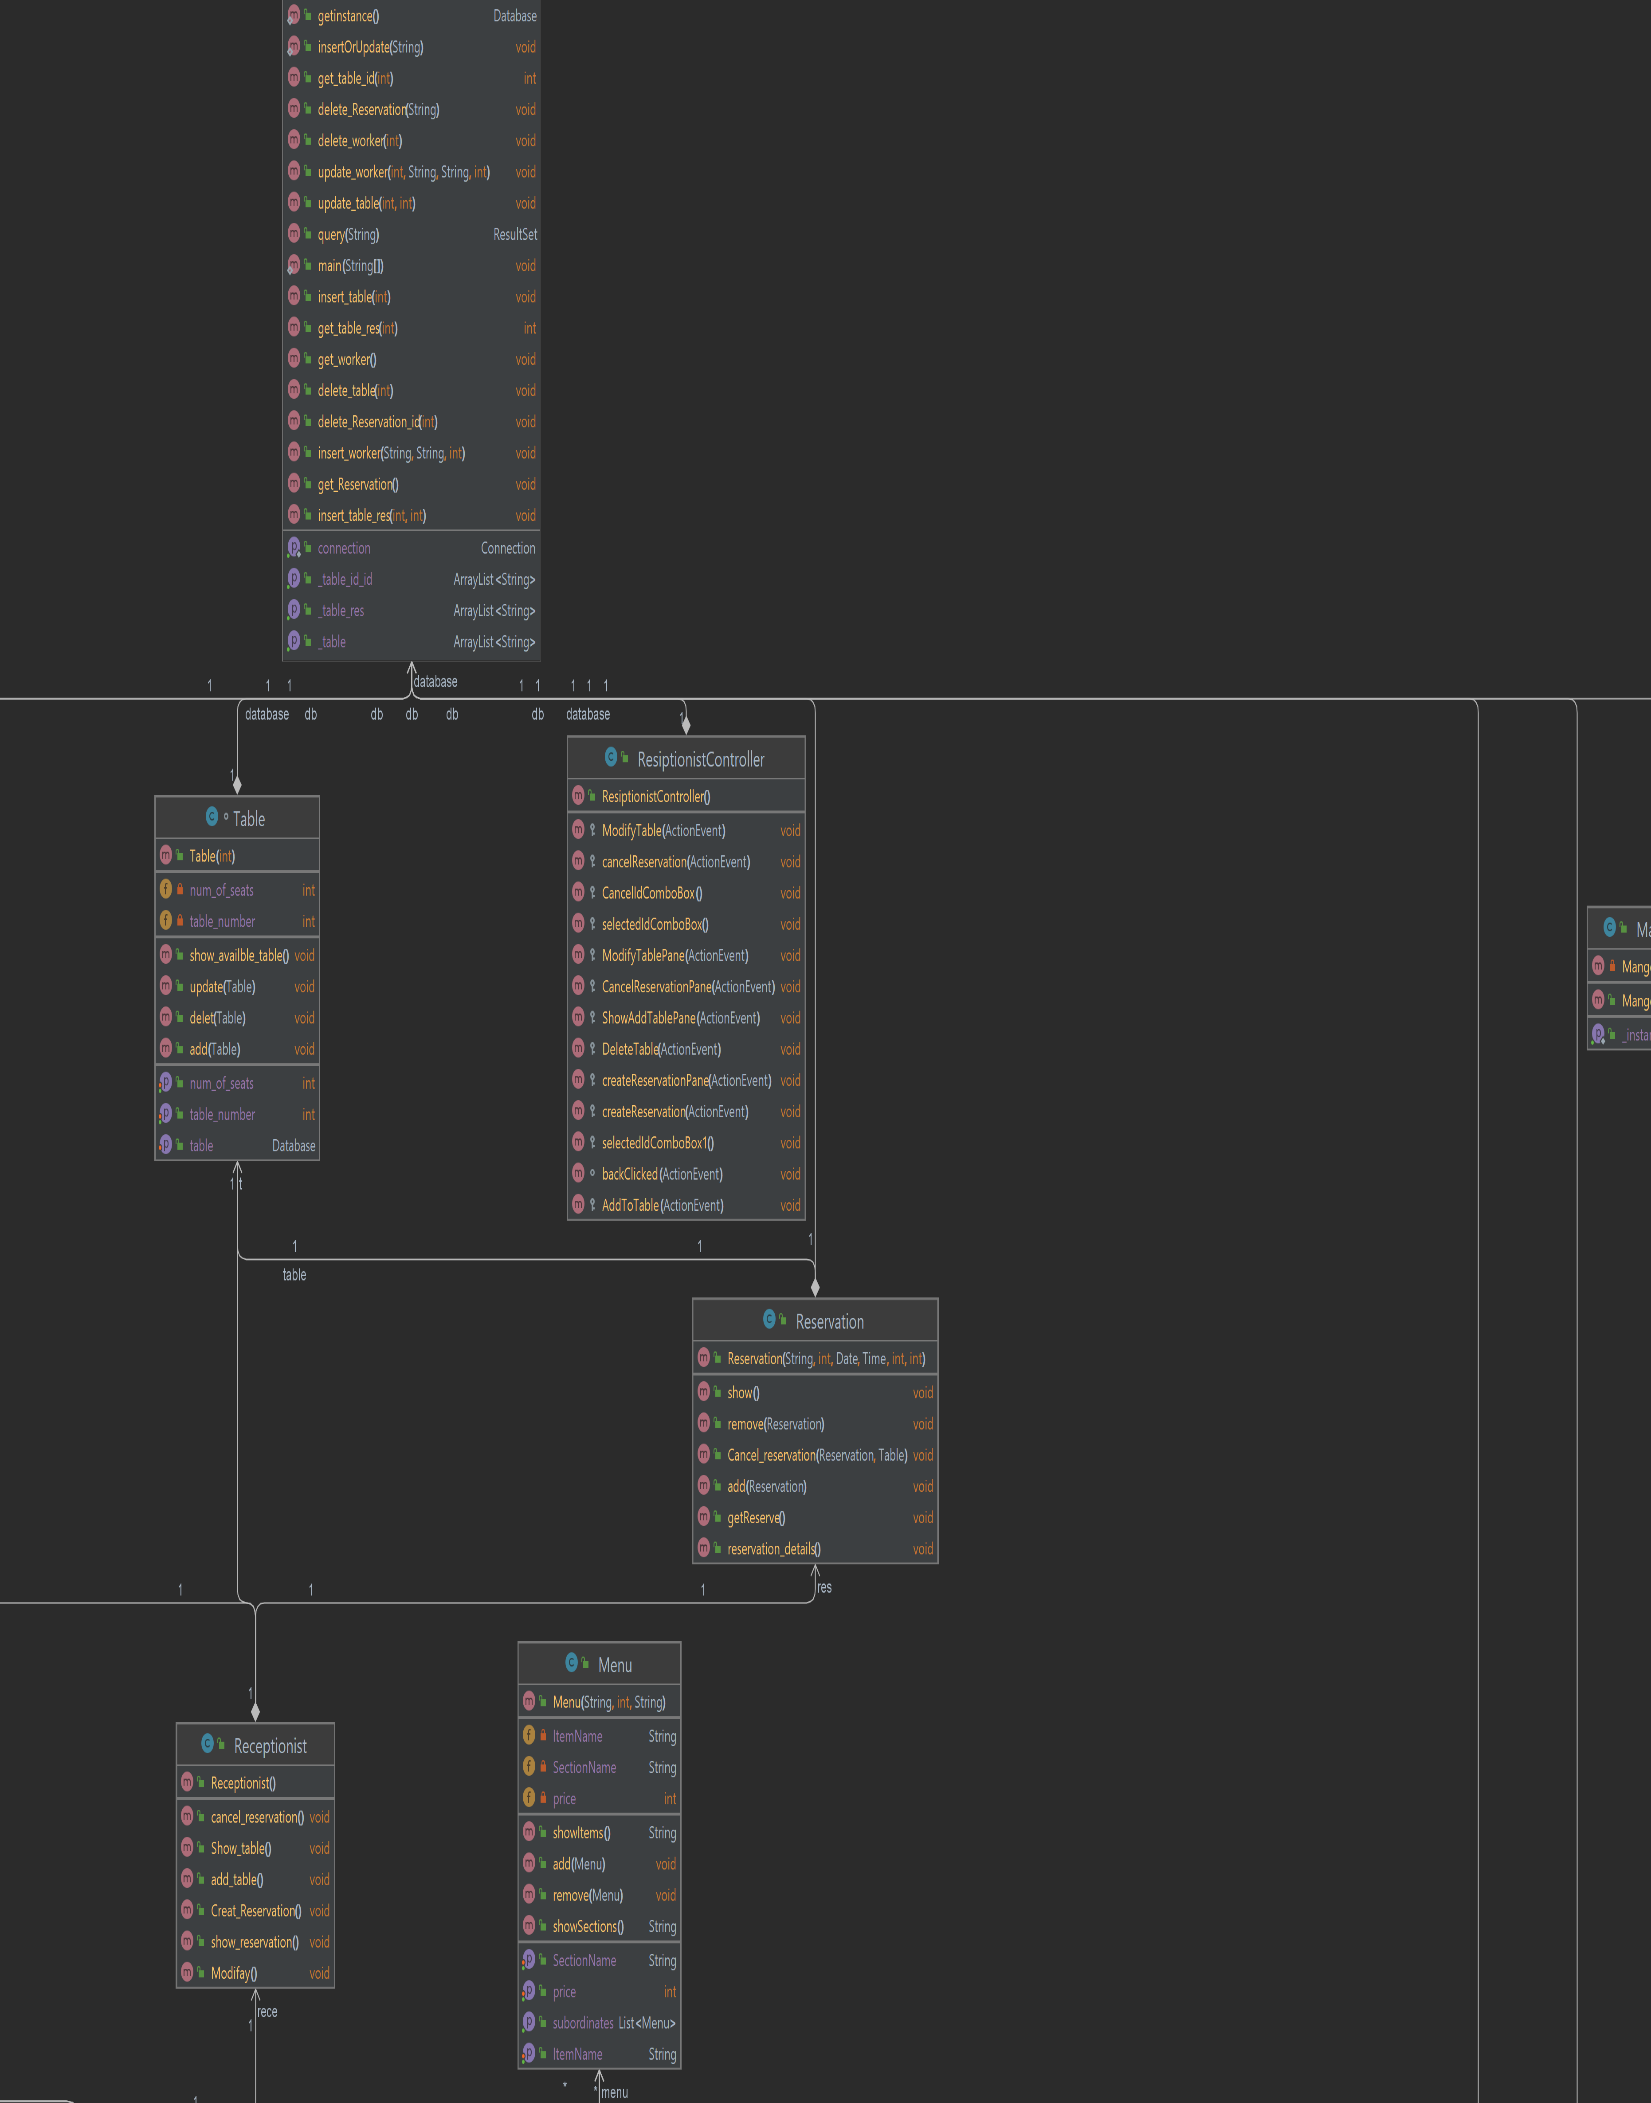 getinstance() Database
insertOrUpdate(String) void
get_table_id(int) int
delete_Reservation(String) void
delete_worker(int) void
update_worker(int, String, String, int) void
update_table(int, int) void
query(String) ResultSet
main(String[]) void
insert_table(int) void
get_table_res(int) int
get_worker() void
delete_table(int) void
delete_Reservation_id(int) void
insert_worker(String, String, int) void
get_Reservation() void
insert_table_res(int, int) void
connection Connection
_table_id_id ArrayList<String>
_table_res ArrayList<String>
_table ArrayList<String>
database
1 1 1 1 1 1 1 1
database db db db db db database
1
1
ResiptionistController
ResiptionistController()
ModifyTable(ActionEvent) void
cancelReservation(ActionEvent) void
CancelIdComboBox() void
selectedIdComboBox() void
ModifyTablePane(ActionEvent) void
CancelReservationPane(ActionEvent) void
ShowAddTablePane(ActionEvent) void
DeleteTable(ActionEvent) void
createReservationPane(ActionEvent) void
createReservation(ActionEvent) void
selectedIdComboBox1() void
backClicked(ActionEvent) void
AddToTable(ActionEvent) void
Table
Table(int)
num_of_seats int
table_number int
show_availble_table() void
update(Table) void
delet(Table) void
add(Table) void
num_of_seats int
table_number int
table Database
1 t
Ma
Mang
Mang
_insta
1 1 1
table
Reservation
Reservation(String, int, Date, Time, int, int)
show() void
remove(Reservation) void
Cancel_reservation(Reservation, Table) void
add(Reservation) void
getReserve() void
reservation_details() void
1 1 1 res
1
Receptionist
Receptionist()
cancel_reservation() void
Show_table() void
add_table() void
Creat_Reservation() void
show_reservation() void
Modifay() void
rece
1
1
Menu
Menu(String, int, String)
ItemName String
SectionName String
price int
showItems() String
add(Menu) void
remove(Menu) void
showSections() String
SectionName String
price int
subordinates List<Menu>
ItemName String
* * menu